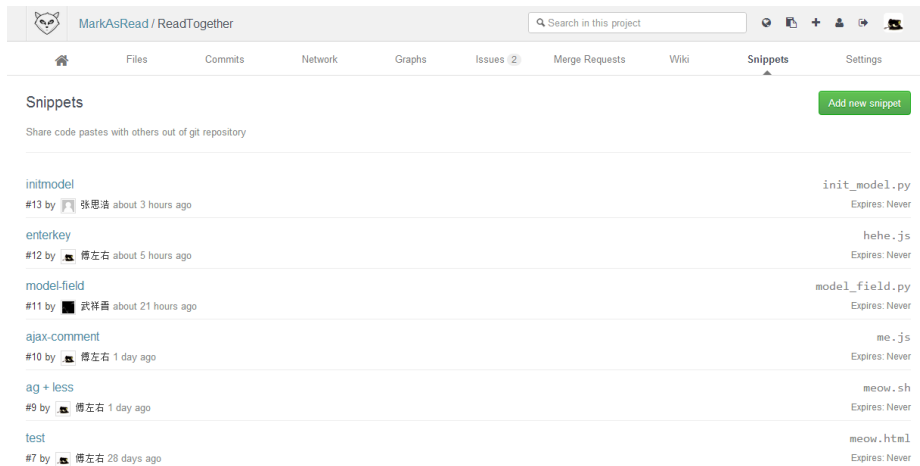 MarkAsRead / ReadTogether
Search in this project
Files Commits Network Graphs Issues 2 Merge Requests Wiki Snippets Settings
Snippets
Add new snippet
Share code pastes with others out of git repository
initmodel
init_model.py
#13 by 张思浩 about 3 hours ago
Expires: Never
enterkey
hehe.js
#12 by 傅左右 about 5 hours ago
Expires: Never
model-field
model_field.py
#11 by 武祥晋 about 21 hours ago
Expires: Never
ajax-comment
me.js
#10 by 傅左右 1 day ago
Expires: Never
ag + less
meow.sh
#9 by 傅左右 1 day ago
Expires: Never
test
meow.html
#7 by 傅左右 28 days ago
Expires: Never